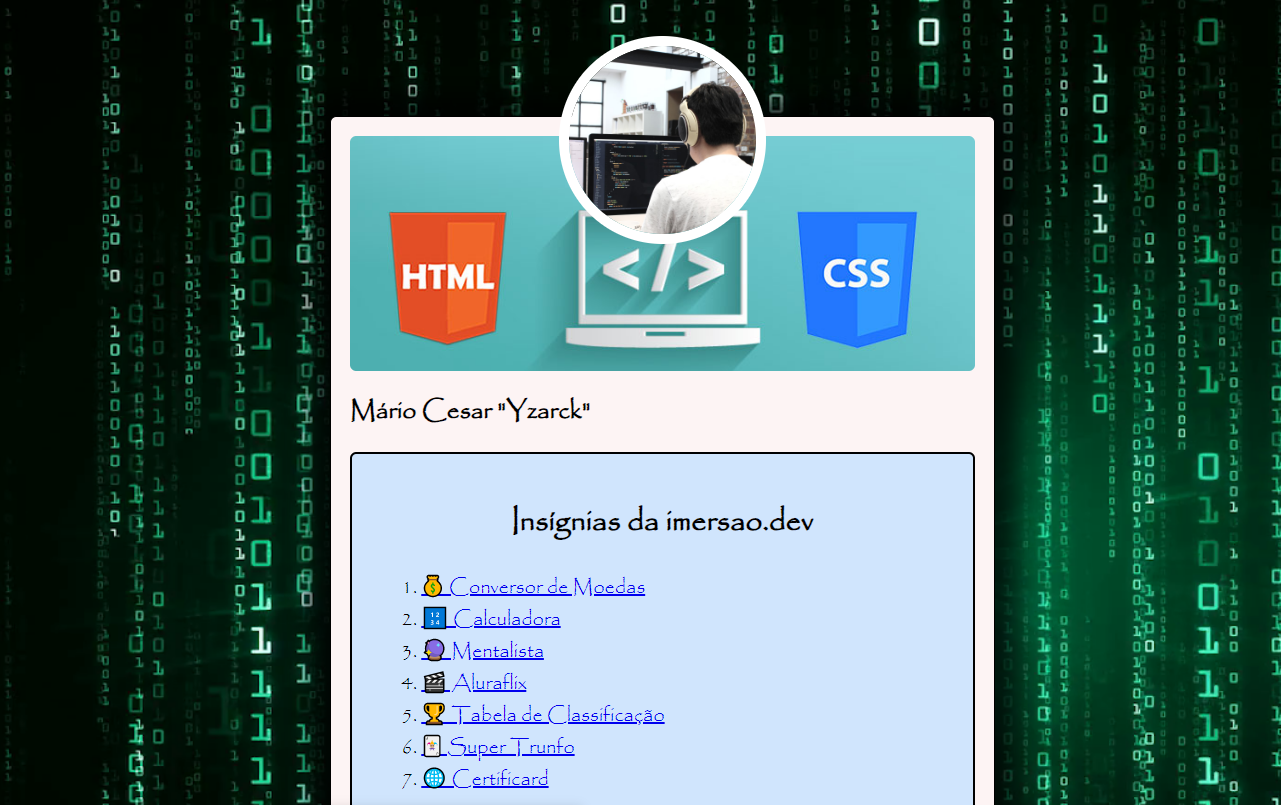 HTML
</>
CSS
Mário Cesar "Yzarck"
Insígnias da imersao.dev
1. 💰 Conversor de Moedas
2. 🔢 Calculadora
3. 🔮 Mentalista
4. 🎬 Aluraflix
5. 🏆 Tabela de Classificação
6. 🃏 Super Trunfo
7. 🌐 Certificard